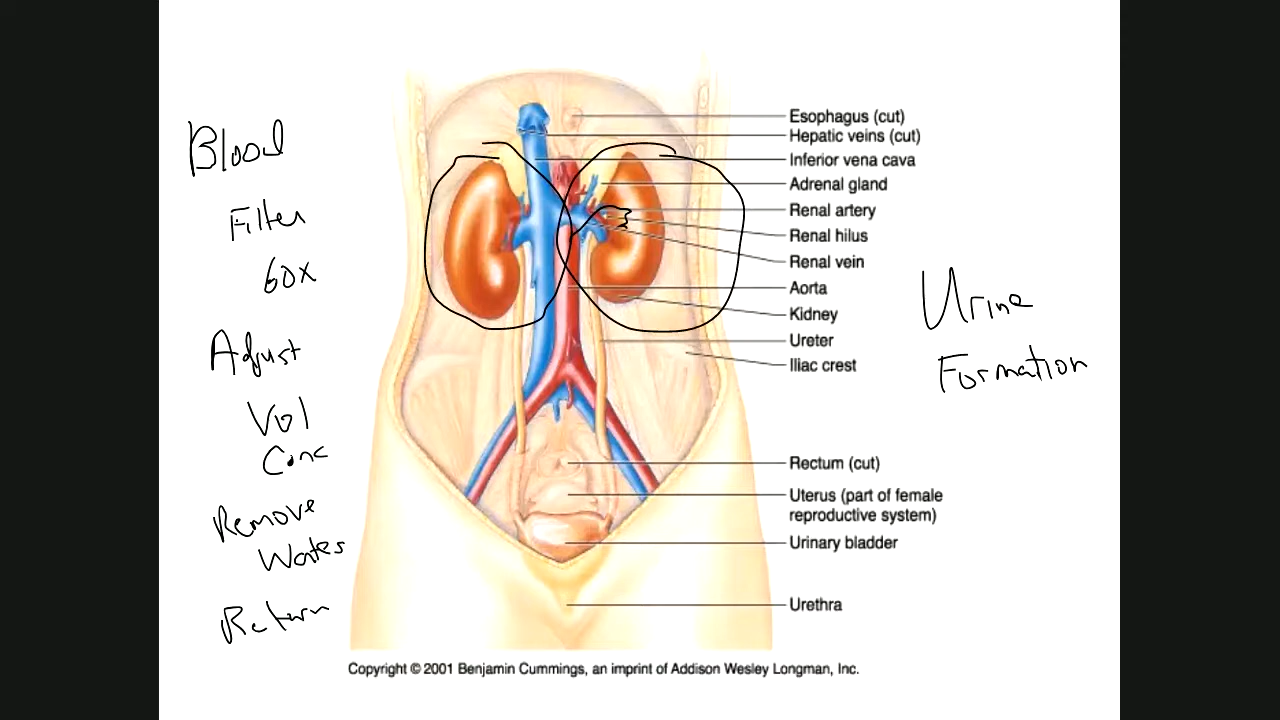 Blood
Filter
60x
Adjust
Vol
Conc
Remove
Wates
Return
Esophagus (cut)
Hepatic veins (cut)
Inferior vena cava
Adrenal gland
Renal artery
Renal hilus
Renal vein
Aorta
Kidney
Ureter
Iliac crest
Rectum (cut)
Uterus (part of female
reproductive system)
Urinary bladder
Urethra
Urine
Formation
Copyright © 2001 Benjamin Cummings, an imprint of Addison Wesley Longman, Inc.